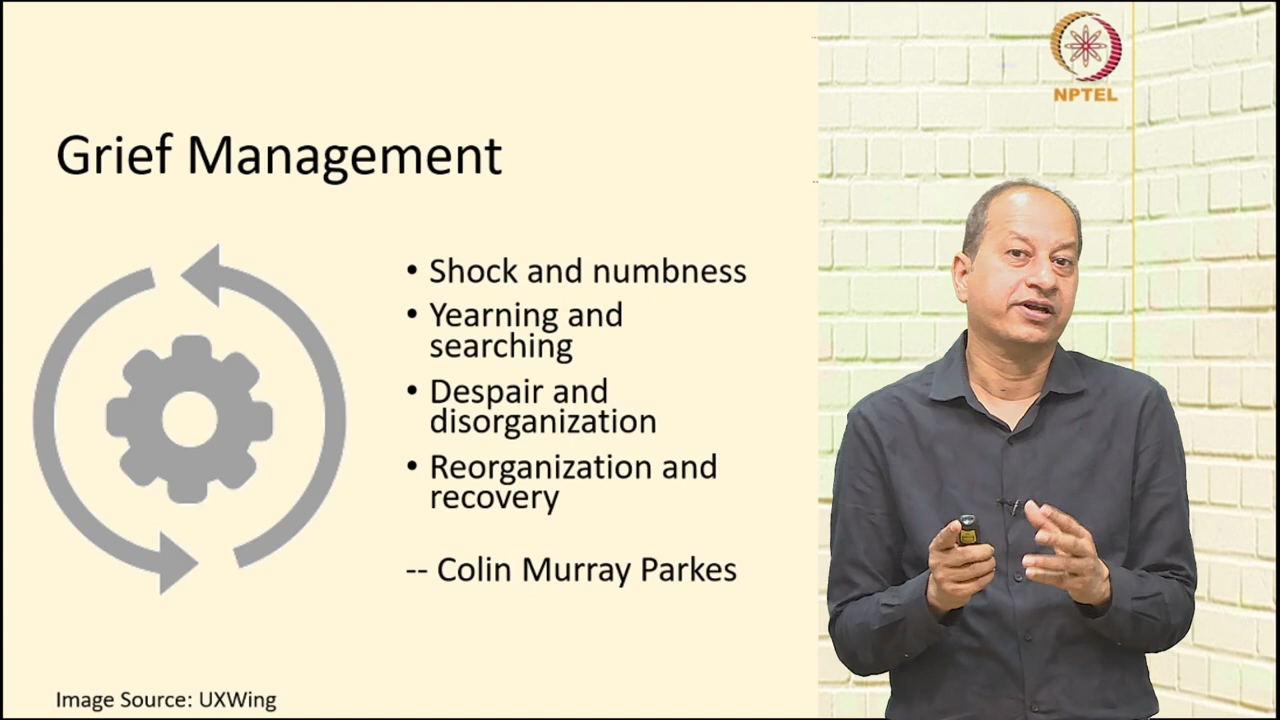 NPTEL
Grief Management
• Shock and numbness
• Yearning and
searching
• Despair and
disorganization
• Reorganization and
recovery
-- Colin Murray Parkes
Image Source: UXWing